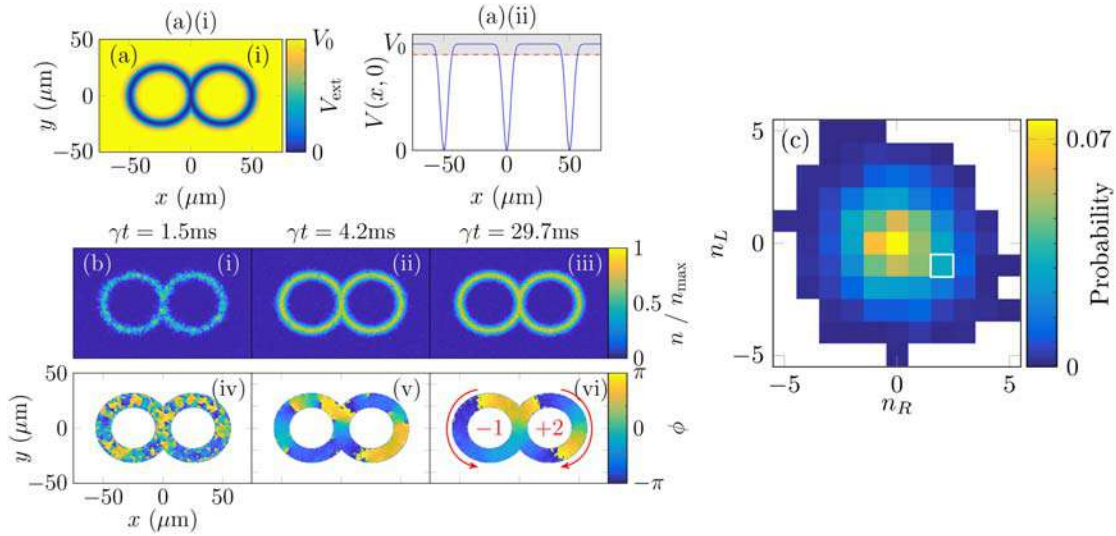 (a)(i)
50
0
−50
y (μm)
(a)
(i)
−50
0
50
x (μm)
V0
0
Vext
(a)(ii)
V0
0
V(x, 0)
−50
0
50
x (μm)
γt = 1.5ms
γt = 4.2ms
γt = 29.7ms
(b)
(i)
(ii)
(iii)
1
0.5
0
n / nmax
50
0
−50
y (μm)
(iv)
(v)
(vi)
−1
+2
π
0
−π
ϕ
−50
0
50
x (μm)
(c)
5
0
−5
nL
−5
0
5
nR
0.07
0
Probability